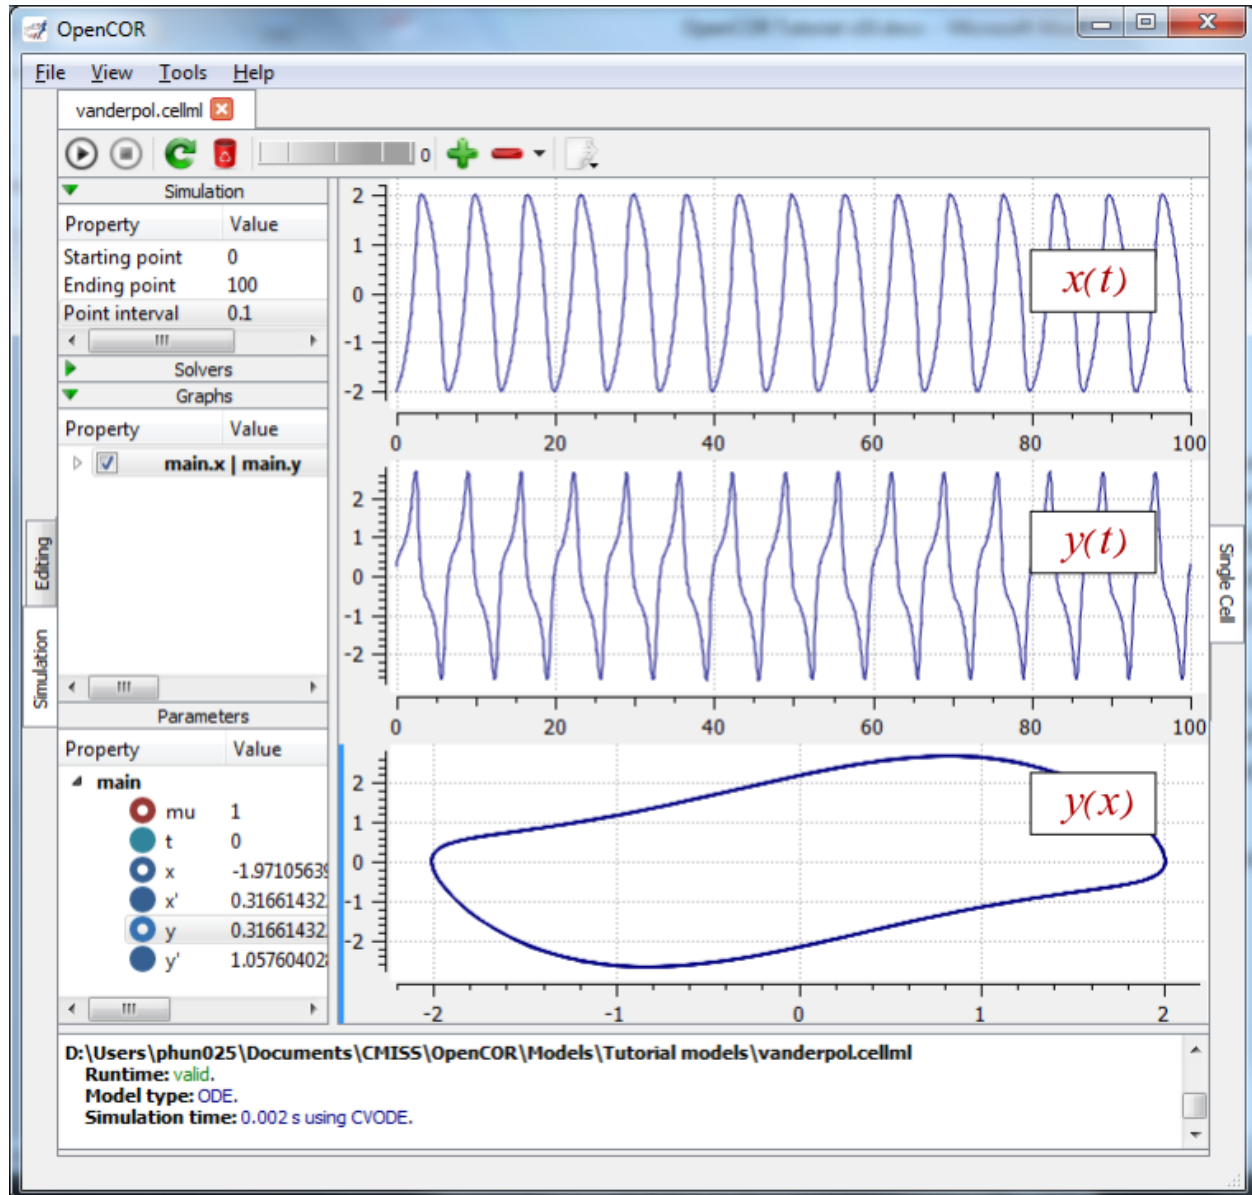 OpenCOR
File View Tools Help
vanderpol.cellml
0
Simulation
Property Value
Starting point 0
Ending point 100
Point interval 0.1
Solvers
Graphs
Property Value
main.x | main.y
Parameters
Property Value
main
mu 1
t 0
x -1.97105639
x' 0.31661432
y 0.31661432
y' 1.05760402
Editing
Simulation
2
1
0
-1
-2
x(t)
0 20 40 60 80 100
2
1
0
-1
-2
y(t)
0 20 40 60 80 100
2
1
0
-1
-2
y(x)
-2 -1 0 1 2
Single Cell
D:\Users\phun025\Documents\CMISS\OpenCOR\Models\Tutorial models\vanderpol.cellml
Runtime: valid.
Model type: ODE.
Simulation time: 0.002 s using CVODE.